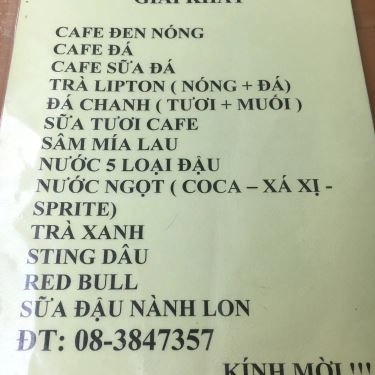 GIẢI KHÁT
CAFE ĐEN NÓNG
CAFE ĐÁ
CAFE SỮA ĐÁ
TRÀ LIPTON ( NÓNG + ĐÁ)
ĐÁ CHANH ( TƯƠI + MUỐI )
SỮA TƯƠI CAFE
SÂM MÍA LAU
NƯỚC 5 LOẠI ĐẬU
NƯỚC NGỌT ( COCA – XÁ XỊ -
SPRITE)
TRÀ XANH
STING DÂU
RED BULL
SỮA ĐẬU NÀNH LON
ĐT: 08-3847357
KÍNH MỜI !!!